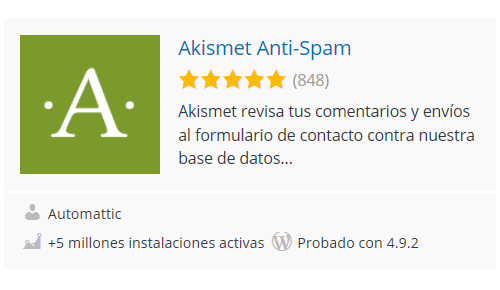 ·A·
Akismet Anti-Spam
(848)
Akismet revisa tus comentarios y envíos
al formulario de contacto contra nuestra
base de datos...
Automattic
+5 millones instalaciones activas
Probado con 4.9.2